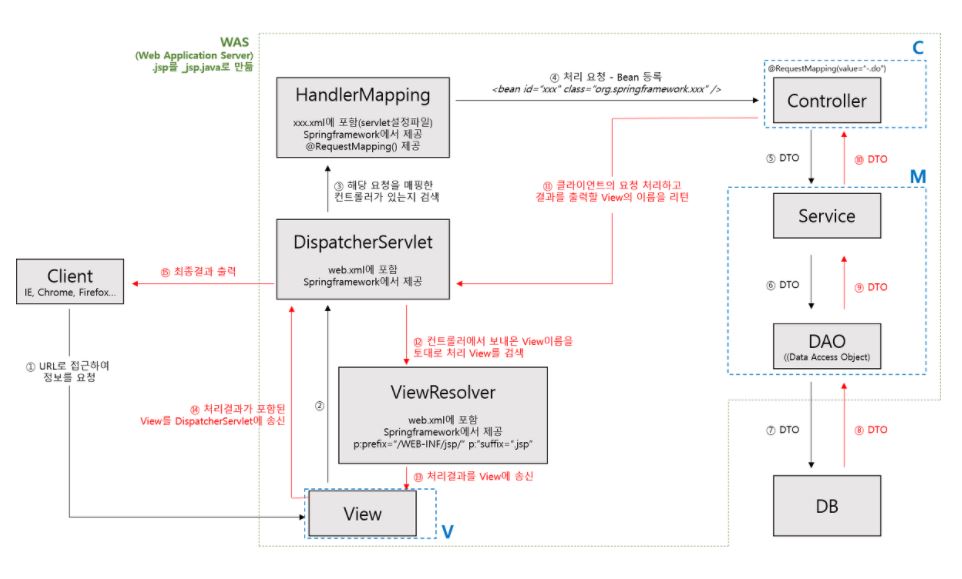 WAS
(Web Application Server)
.jsp를 _jsp.java로 만듦
C
@RequestMapping(value="-.do")
Controller
HandlerMapping
xxx.xml에 포함(servlet설정파일)
Springframework에서 제공
@RequestMapping() 제공
④ 처리 요청 - Bean 등록
<bean id="xxx" class="org.springframework.xxx" />
⑤ DTO
⑩ DTO
③ 해당 요청을 매핑한
컨트롤러가 있는지 검색
⑪ 클라이언트의 요청 처리하고
결과를 출력할 View의 이름을 리턴
M
Service
DispatcherServlet
web.xml에 포함
Springframework에서 제공
Client
IE, Chrome, Firefox...
⑮ 최종결과 출력
⑥ DTO
⑨ DTO
⑫ 컨트롤러에서 보내온 View이름을
토대로 처리 View를 검색
DAO
((Data Access Object)
① URL로 접근하여
정보를 요청
ViewResolver
web.xml에 포함
Springframework에서 제공
p:prefix="/WEB-INF/jsp/" p:"suffix=".jsp"
②
⑭ 처리결과가 포함된
View를 DispatcherServlet에 송신
⑦ DTO
⑧ DTO
⑬ 처리결과를 View에 송신
View
V
DB